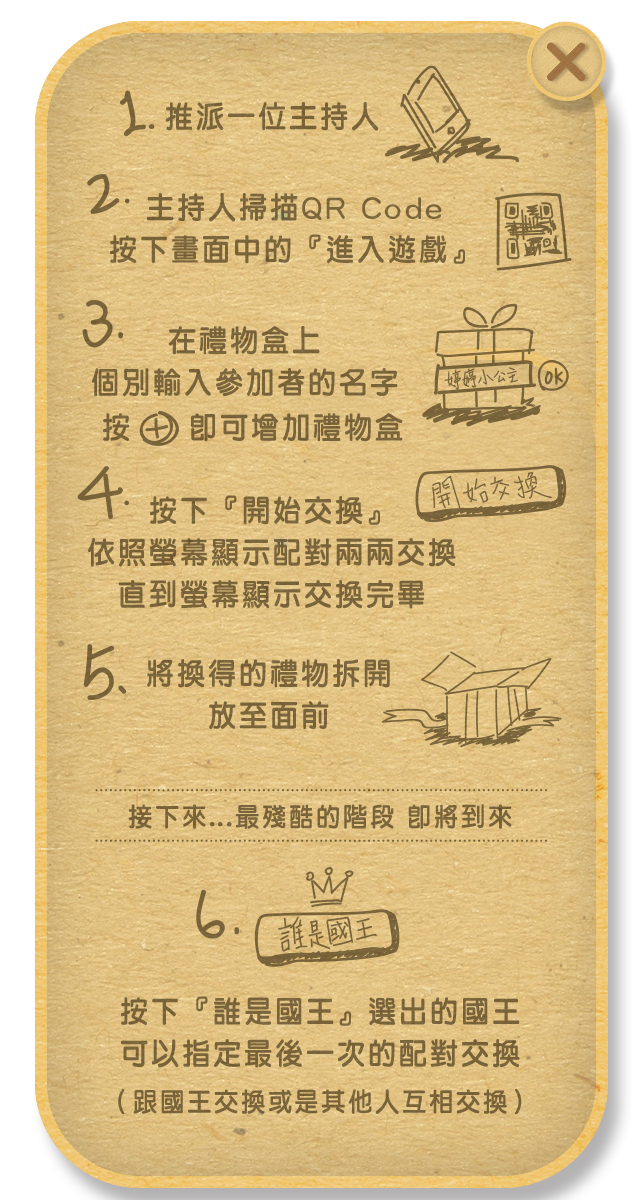 1. 推派一位主持人
2. 主持人掃描QR Code
按下畫面中的『進入遊戲』
3. 在禮物盒上
個別輸入參加者的名字
婷婷小公主 OK
按 + 即可增加禮物盒
4. 按下『開始交換』
開始交換
依照螢幕顯示配對兩兩交換
直到螢幕顯示交換完畢
5. 將換得的禮物拆開
放至面前
接下來...最殘酷的階段 即將到來
6. 誰是國王
按下『誰是國王』選出的國王
可以指定最後一次的配對交換
（跟國王交換或是其他人互相交換）